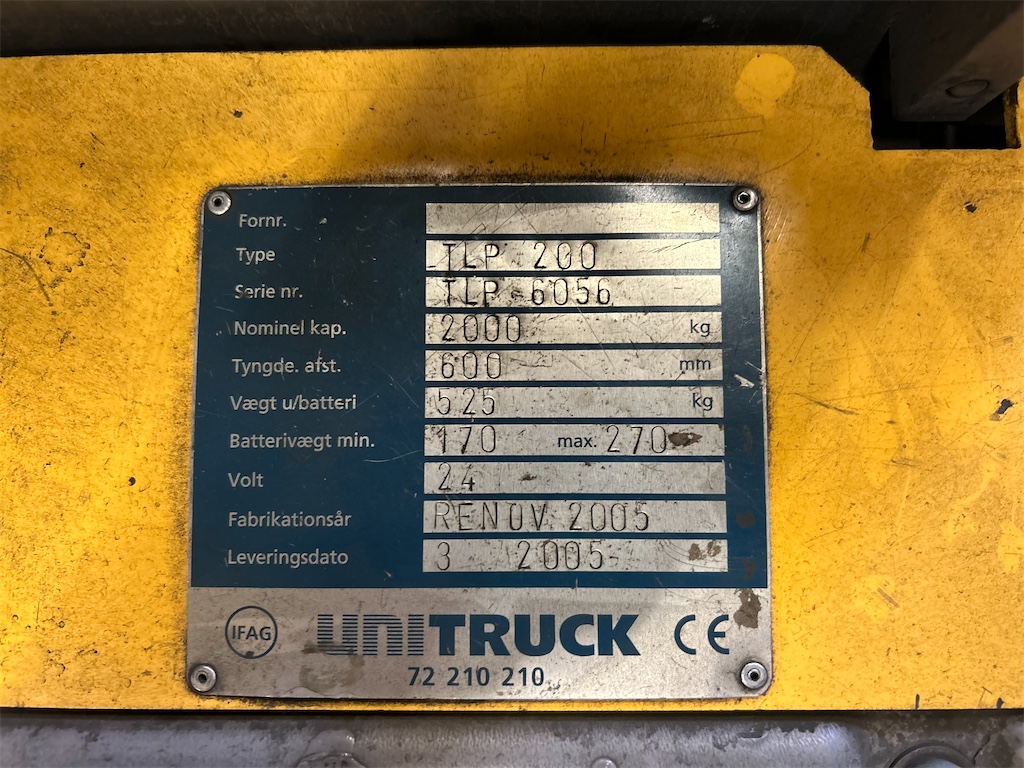 Fornr.
Type TLP 200
Serie nr. TLP 6056
Nominel kap. 2000 kg
Tyngde. afst. 600 mm
Vægt u/batteri 525 kg
Batterivægt min. 170 max. 270
Volt 24
Fabrikationsår RENOV. 2005
Leveringsdato 3 2005
IFAG UNITRUCK CE
72 210 210